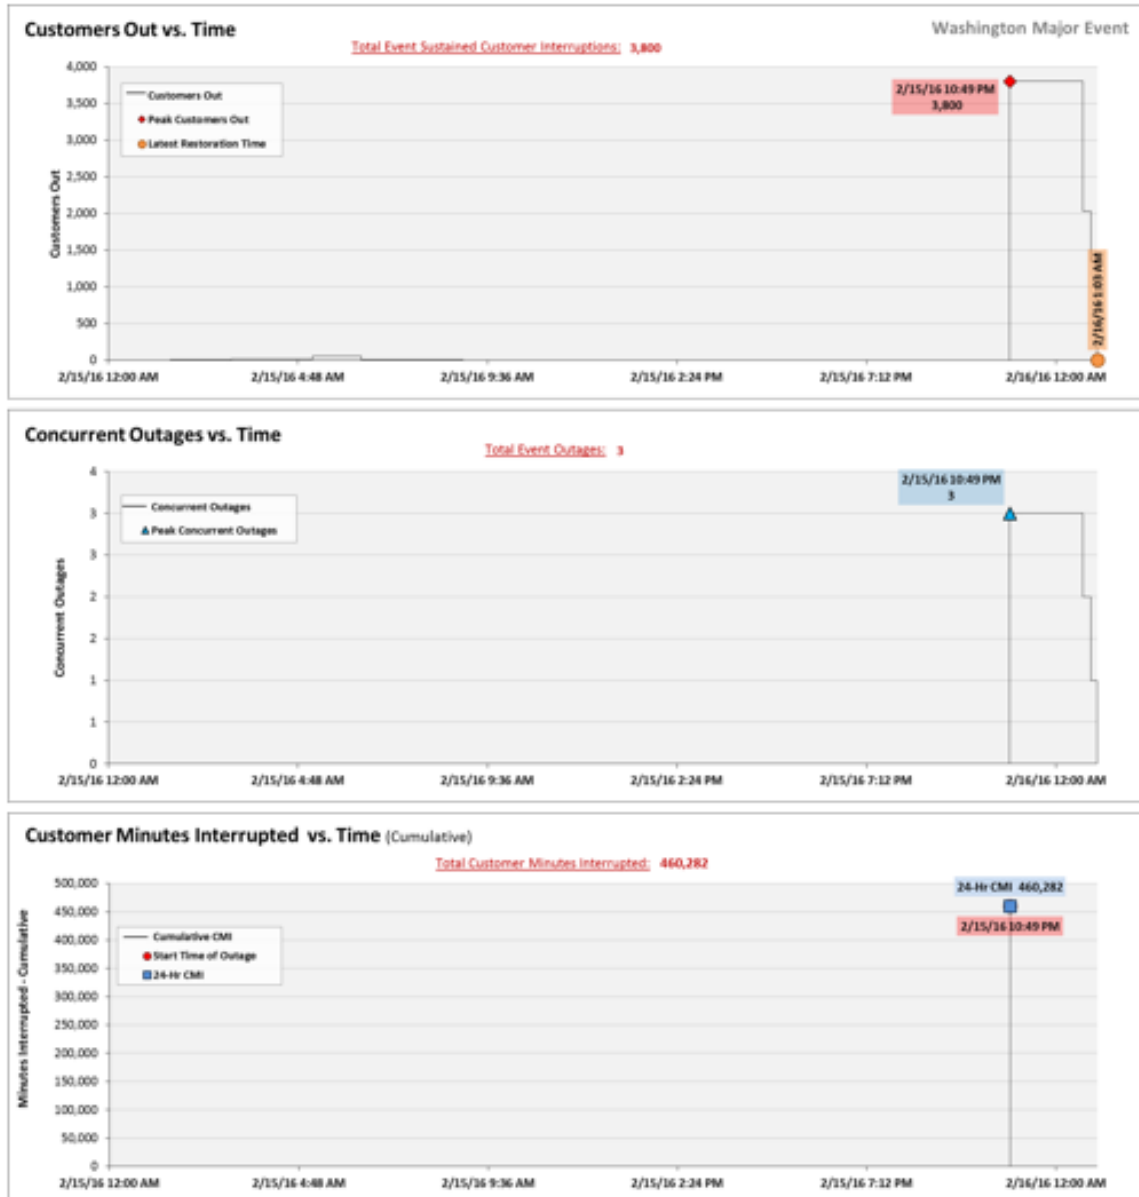 Customers Out vs. Time
Washington Major Event
Total Event Sustained Customer Interruptions: 3,800
4,000
3,500
3,000
2,500
2,000
1,500
1,000
500
0
Customers Out
Customers Out
Peak Customers Out
Latest Restoration Time
2/15/16 10:49 PM
3,800
2/16/16 1:03 AM
2/15/16 12:00 AM
2/15/16 4:48 AM
2/15/16 9:36 AM
2/15/16 2:24 PM
2/15/16 7:12 PM
2/16/16 12:00 AM
Concurrent Outages vs. Time
Total Event Outages: 3
4
3
3
2
2
1
1
0
Concurrent Outages
Concurrent Outages
Peak Concurrent Outages
2/15/16 10:49 PM
3
2/15/16 12:00 AM
2/15/16 4:48 AM
2/15/16 9:36 AM
2/15/16 2:24 PM
2/15/16 7:12 PM
2/16/16 12:00 AM
Customer Minutes Interrupted vs. Time (Cumulative)
Total Customer Minutes Interrupted: 460,282
500,000
450,000
400,000
350,000
300,000
250,000
200,000
150,000
100,000
50,000
0
Minutes Interrupted - Cumulative
Cumulative CMI
Start Time of Outage
24-Hr CMI
24-Hr CMI 460,282
2/15/16 10:49 PM
2/15/16 12:00 AM
2/15/16 4:48 AM
2/15/16 9:36 AM
2/15/16 2:24 PM
2/15/16 7:12 PM
2/16/16 12:00 AM